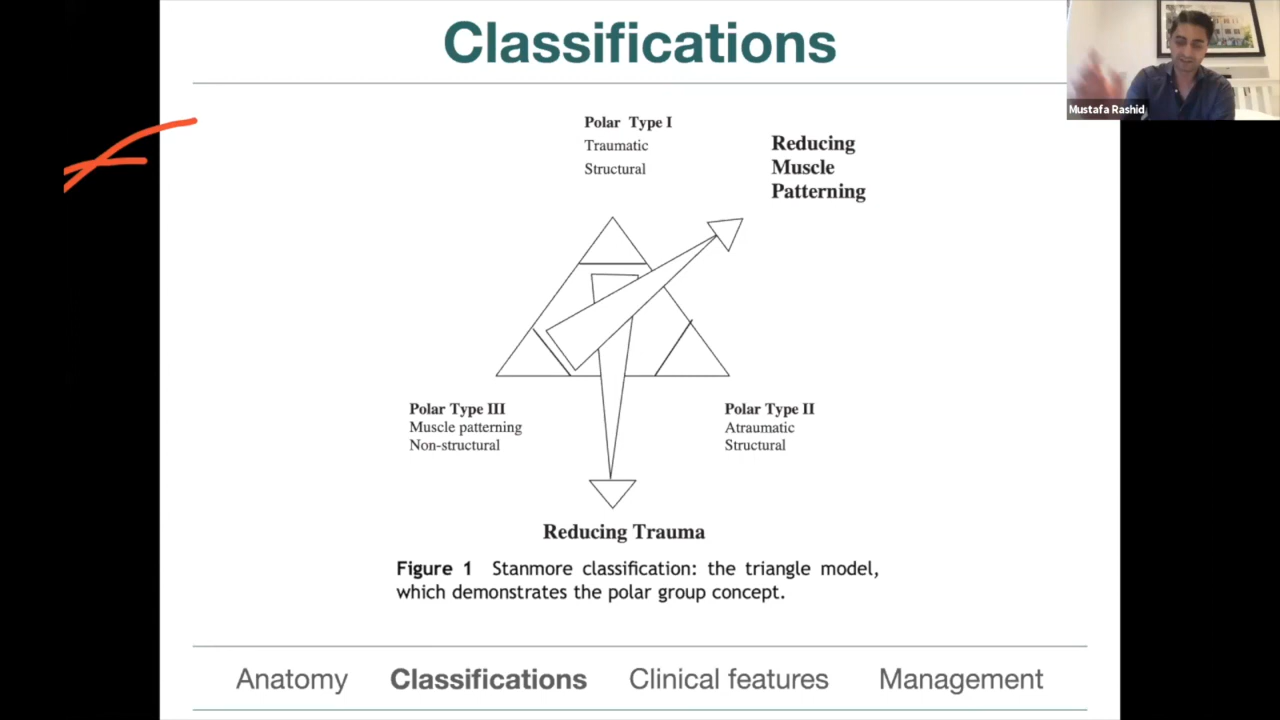 Classifications
Mustafa Rashid
Polar Type I
Traumatic
Structural
Reducing
Muscle
Patterning
Polar Type III
Muscle patterning
Non-structural
Polar Type II
Atraumatic
Structural
Reducing Trauma
Figure 1 Stanmore classification: the triangle model,
which demonstrates the polar group concept.
Anatomy Classifications Clinical features Management